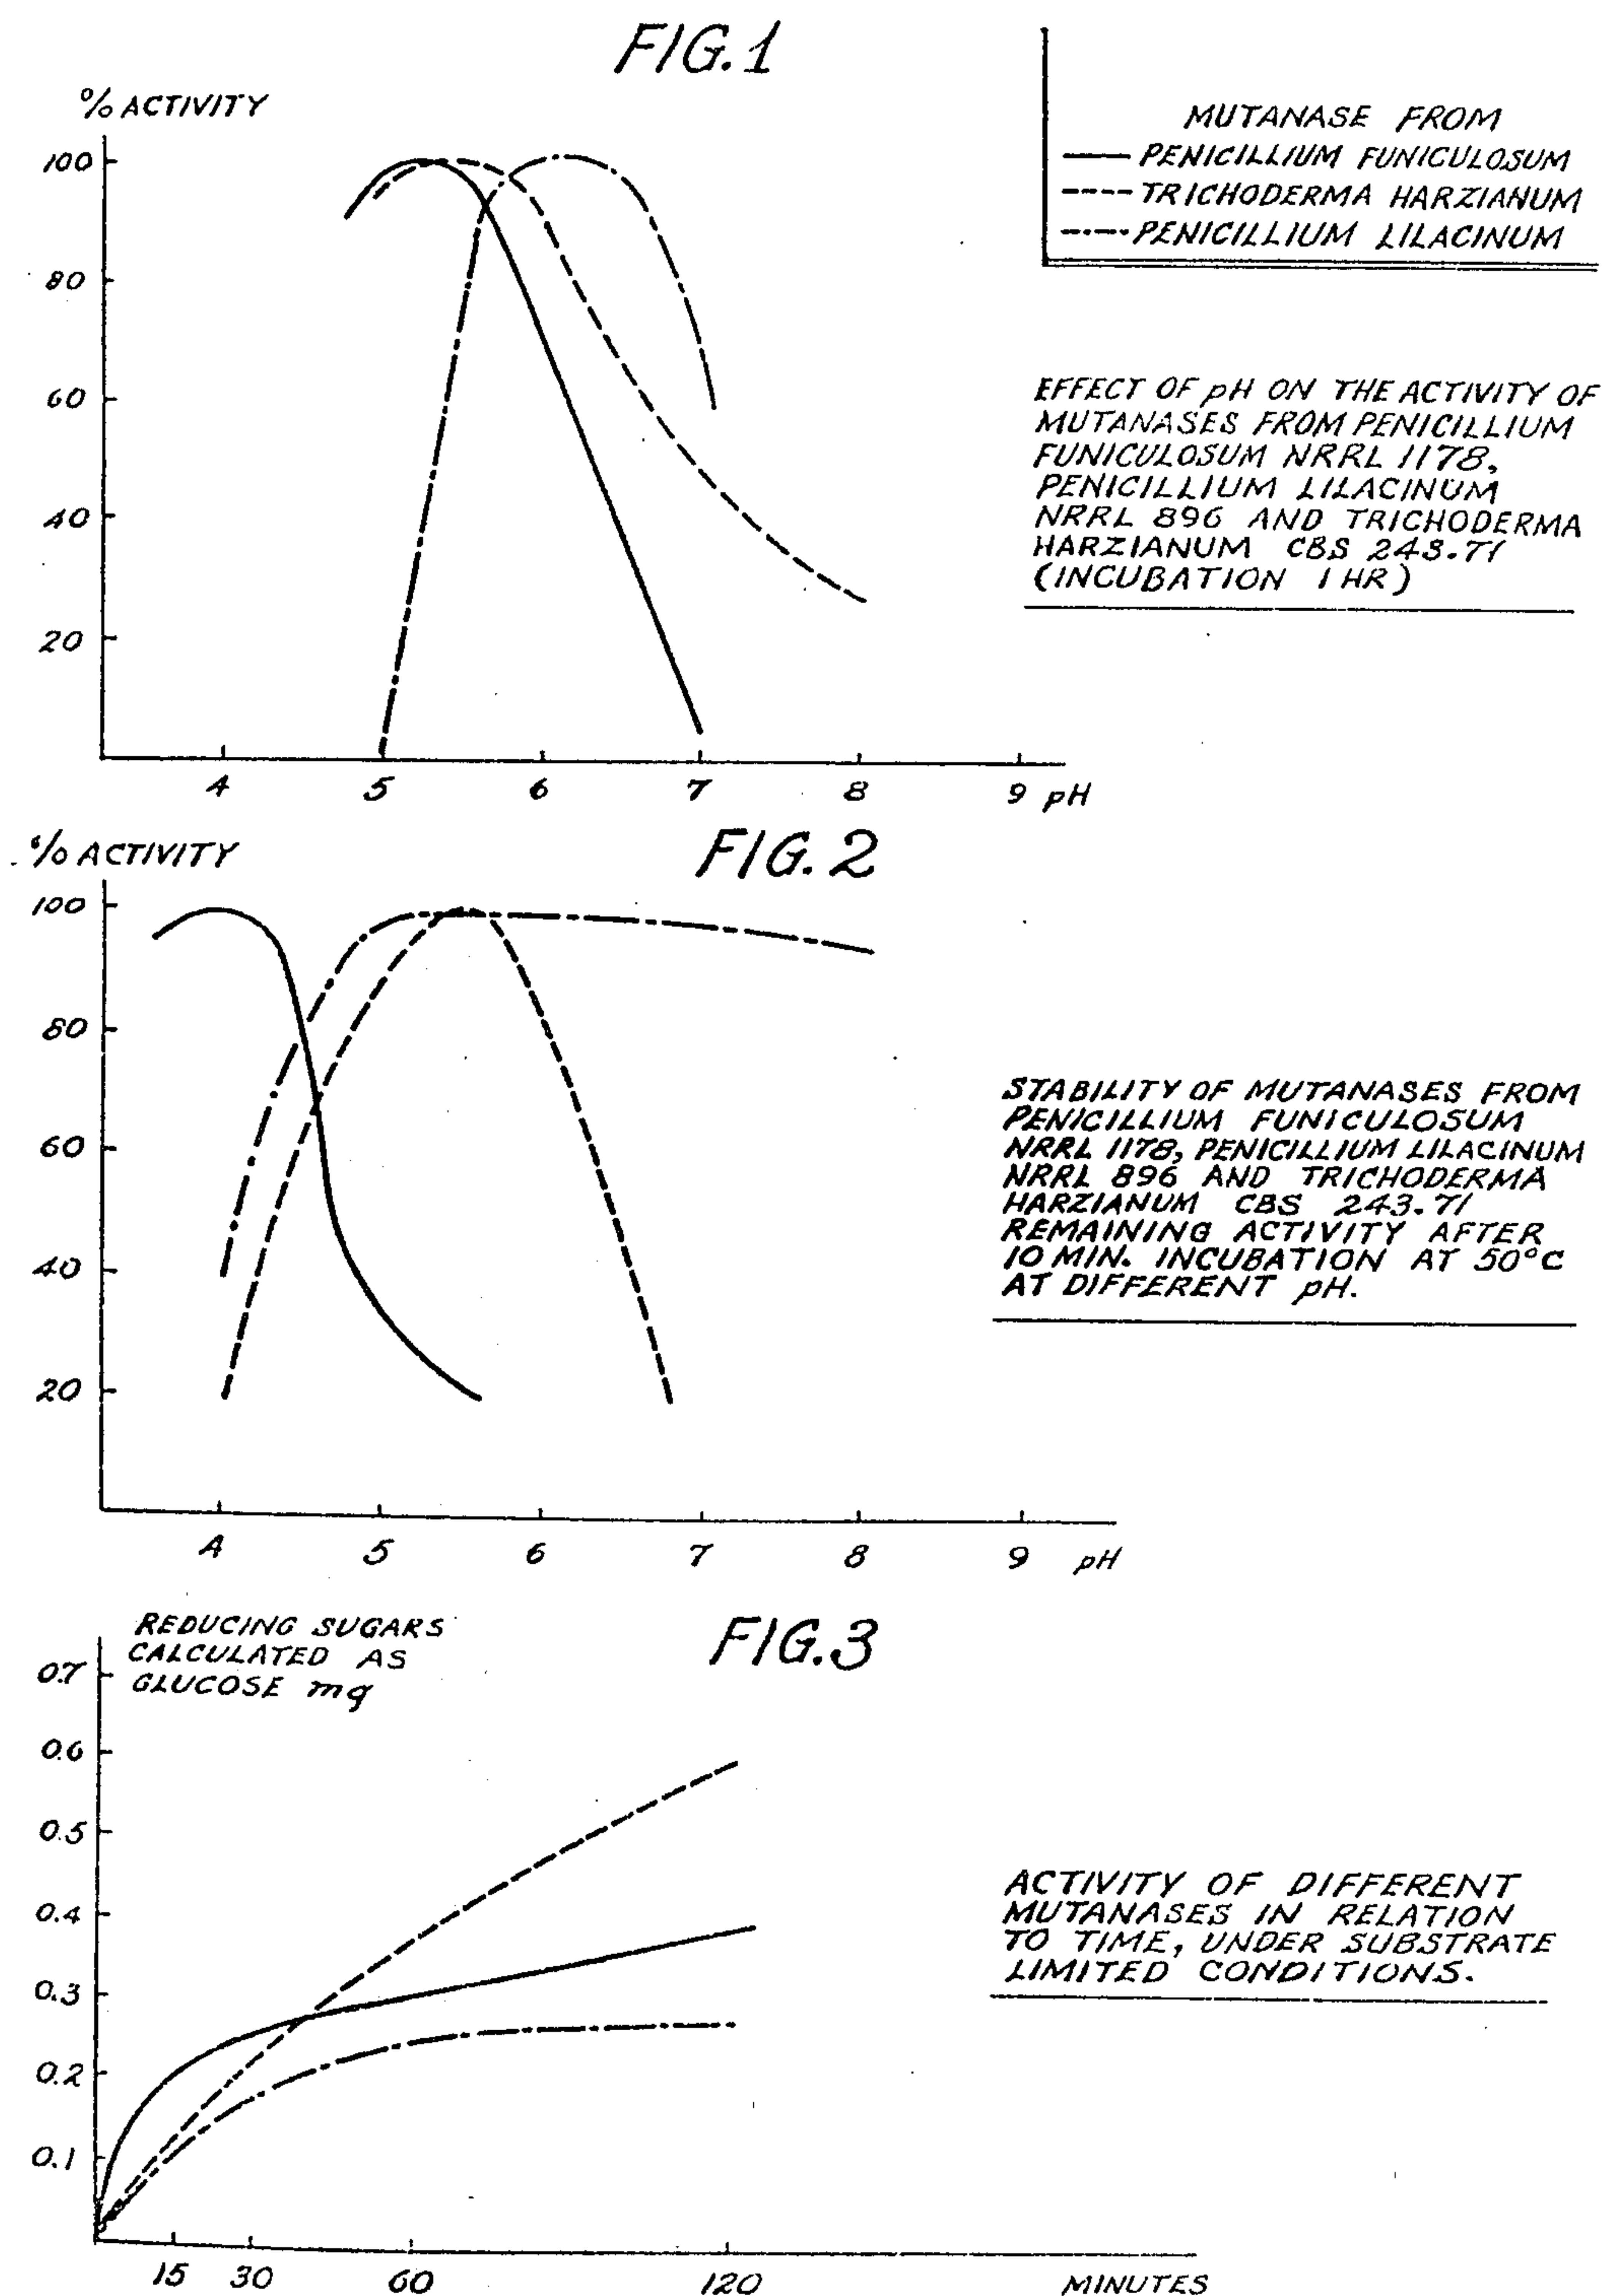 FIG.1
% ACTIVITY
100
80
60
40
20
4 5 6 7 8 9 pH
MUTANASE FROM
PENICILLIUM FUNICULOSUM
TRICHODERMA HARZIANUM
PENICILLIUM LILACINUM
EFFECT OF pH ON THE ACTIVITY OF
MUTANASES FROM PENICILLIUM
FUNICULOSUM NRRL 1178,
PENICILLIUM LILACINUM
NRRL 896 AND TRICHODERMA
HARZIANUM CBS 243.71
(INCUBATION 1 HR)
FIG.2
% ACTIVITY
100
80
60
40
20
4 5 6 7 8 9 pH
STABILITY OF MUTANASES FROM
PENICILLIUM FUNICULOSUM
NRRL 1178, PENICILLIUM LILACINUM
NRRL 896 AND TRICHODERMA
HARZIANUM CBS 243.71
REMAINING ACTIVITY AFTER
10 MIN. INCUBATION AT 50°C
AT DIFFERENT pH.
FIG.3
REDUCING SUGARS
CALCULATED AS
GLUCOSE mg
0.7
0.6
0.5
0.4
0.3
0.2
0.1
15 30 60 120 MINUTES
ACTIVITY OF DIFFERENT
MUTANASES IN RELATION
TO TIME, UNDER SUBSTRATE
LIMITED CONDITIONS.